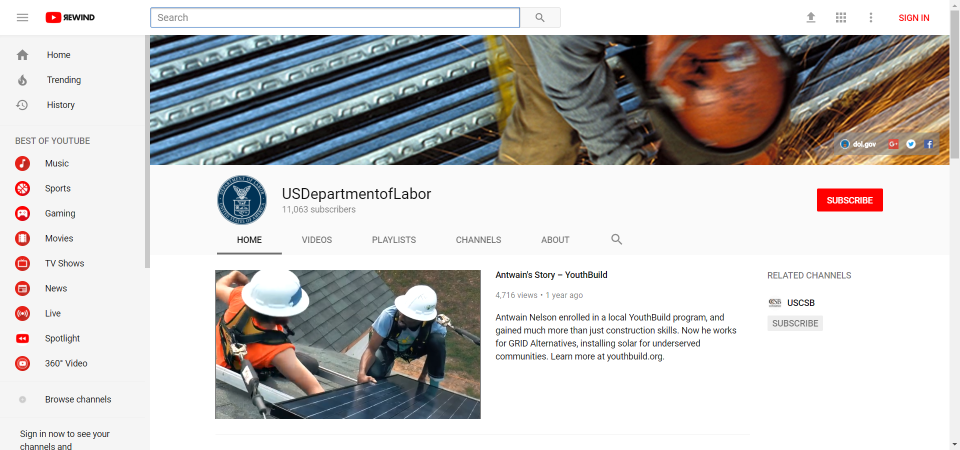 REWIND
Search
SIGN IN
Home
Trending
History
BEST OF YOUTUBE
Music
Sports
Gaming
Movies
TV Shows
News
Live
Spotlight
360° Video
Browse channels
Sign in now to see your
channels and
dol.gov
USDepartmentofLabor
11,063 subscribers
SUBSCRIBE
HOME
VIDEOS
PLAYLISTS
CHANNELS
ABOUT
Antwain's Story – YouthBuild
4,716 views • 1 year ago
Antwain Nelson enrolled in a local YouthBuild program, and
gained much more than just construction skills. Now he works
for GRID Alternatives, installing solar for underserved
communities. Learn more at youthbuild.org.
RELATED CHANNELS
USCSB
SUBSCRIBE